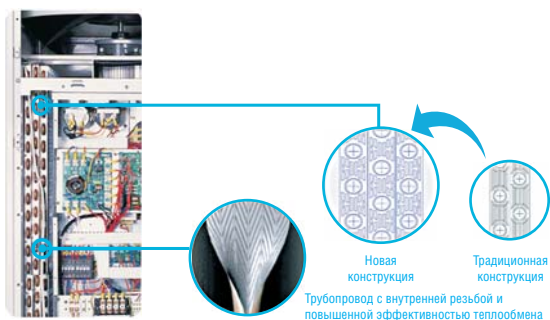 Новая
конструкция
Традиционная
конструкция
Трубопровод с внутренней резьбой и
повышенной эффективностью теплообмена